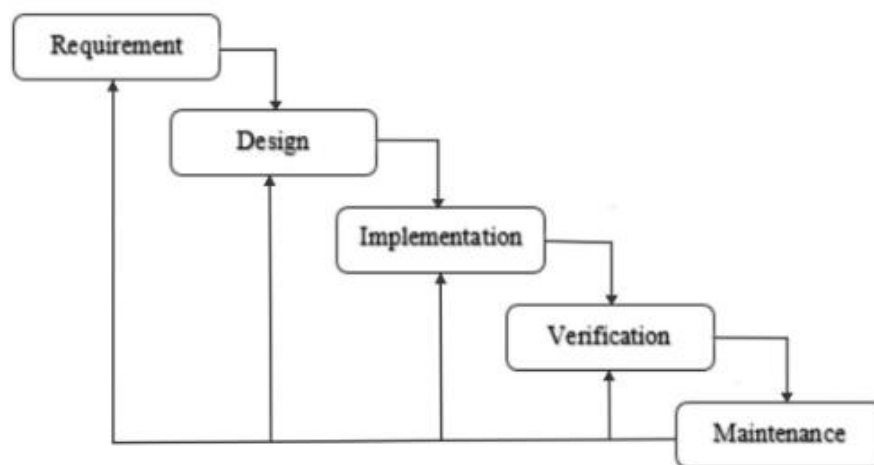 Requirement
Design
Implementation
Verification
Maintenance